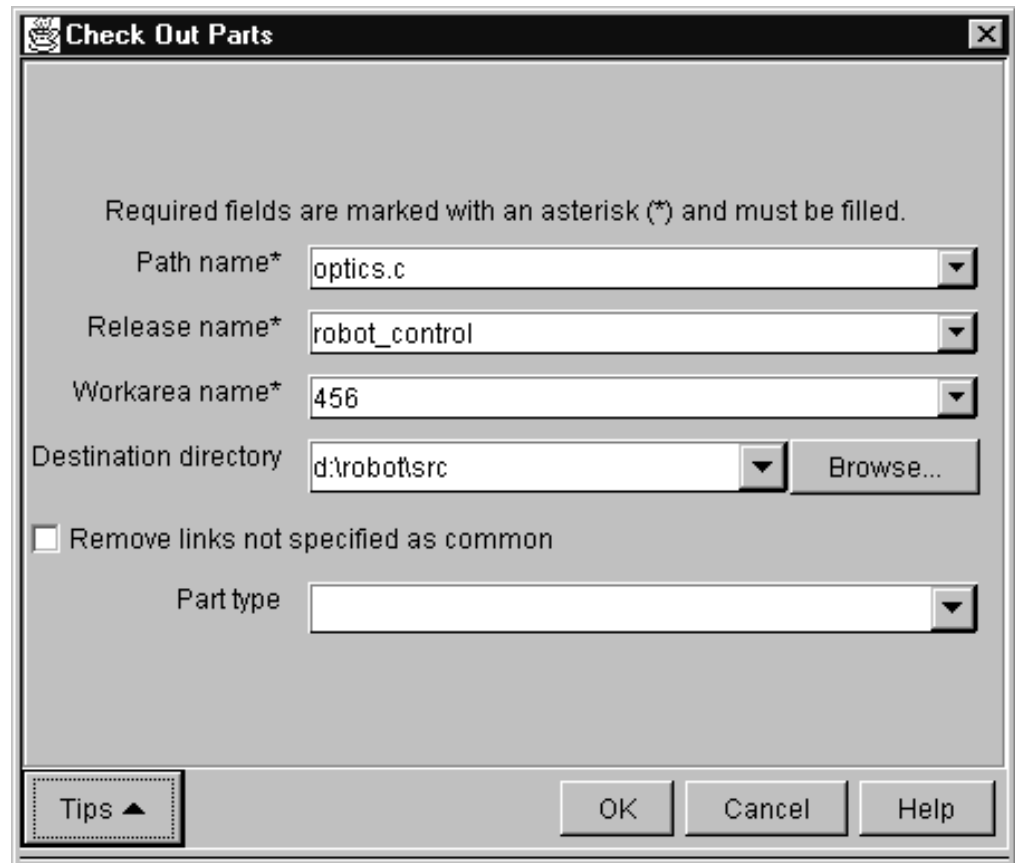 Check Out Parts
Required fields are marked with an asterisk (*) and must be filled.
Path name* optics.c
Release name* robot_control
Workarea name* 456
Destination directory d:\robot\src Browse...
Remove links not specified as common
Part type
Tips OK Cancel Help